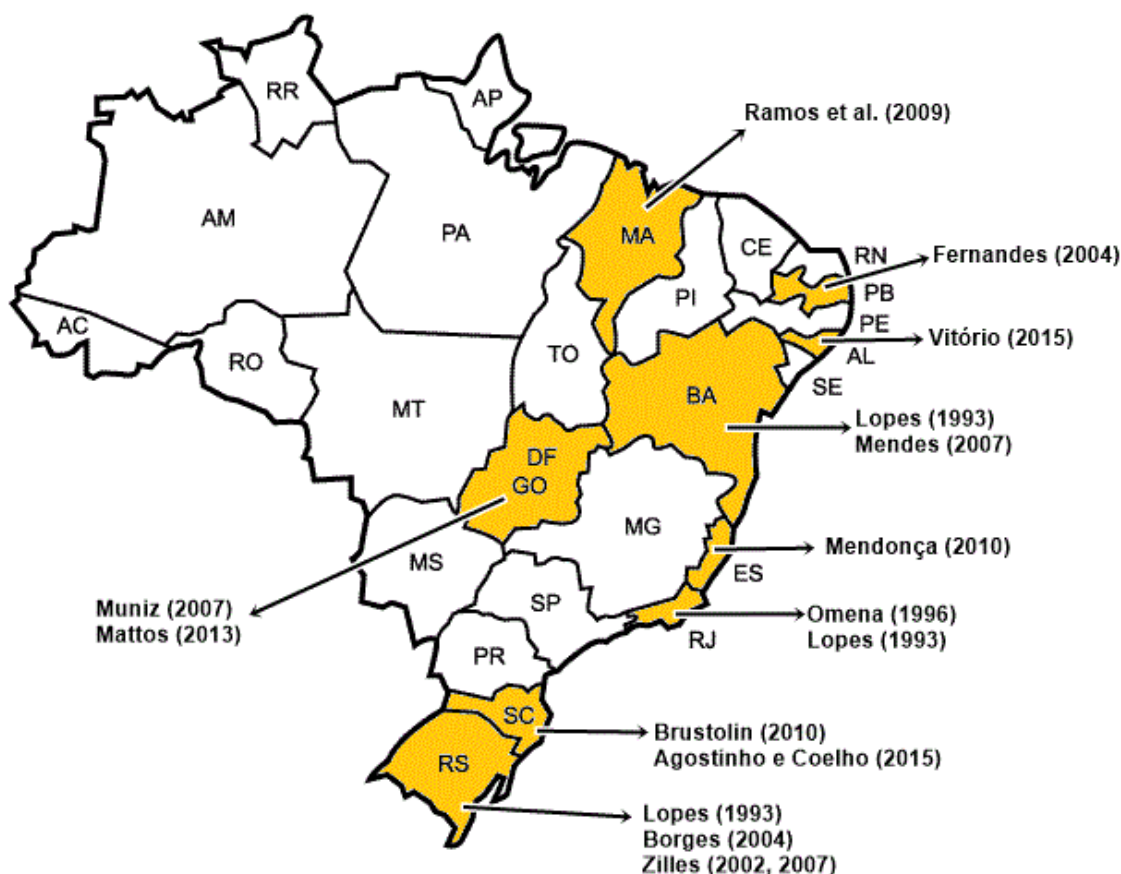 RR
AP
Ramos et al. (2009)
AM
PA
MA
CE
RN
Fernandes (2004)
PB
PI
PE
AC
RO
TO
Vitório (2015)
AL
SE
MT
BA
Lopes (1993)
Mendes (2007)
DF
GO
MG
Mendonça (2010)
ES
MS
SP
Muniz (2007)
Mattos (2013)
Omena (1996)
Lopes (1993)
RJ
PR
SC
Brustolin (2010)
Agostinho e Coelho (2015)
RS
Lopes (1993)
Borges (2004)
Zilles (2002, 2007)